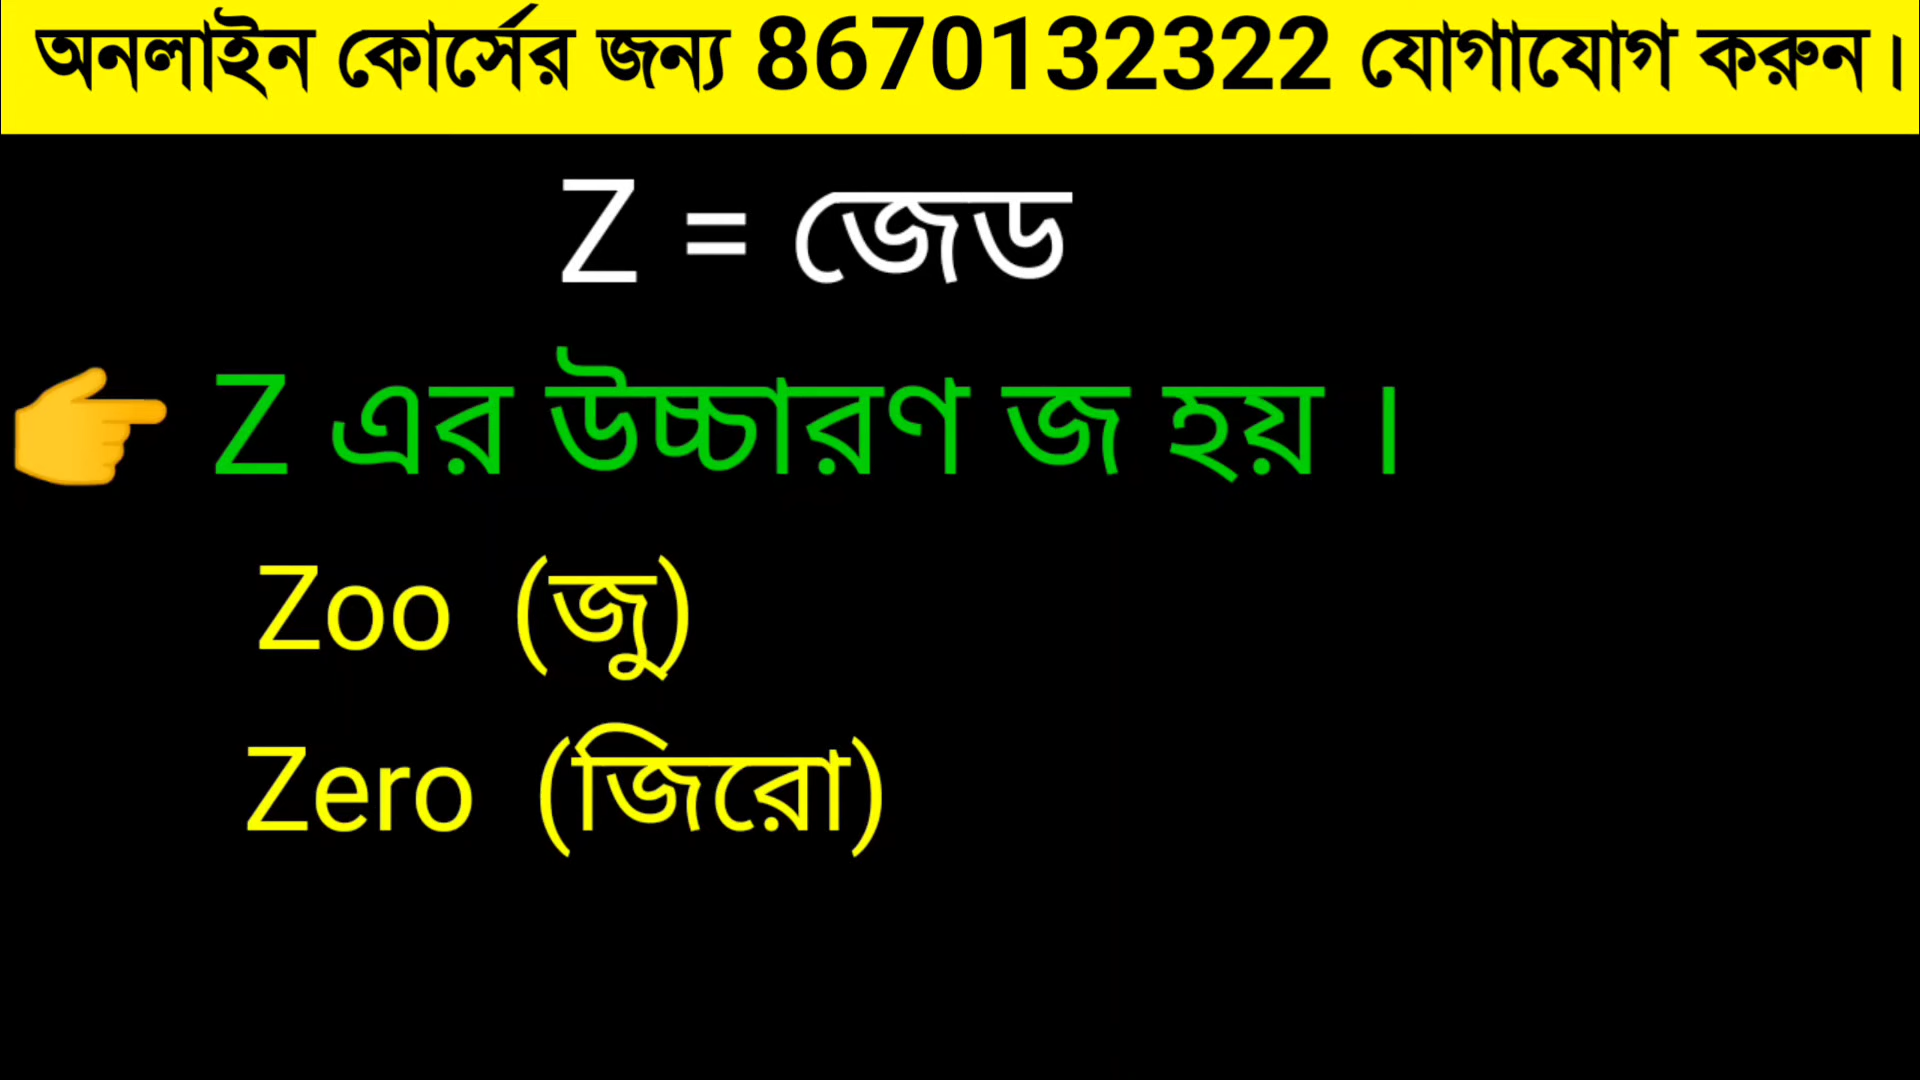 অনলাইন কোর্সের জন্য 8670132322 যোগাযোগ করুন।
Z = জেড
👉 Z এর উচ্চারণ জ হয় ।
Zoo (জু)
Zero (জিরো)